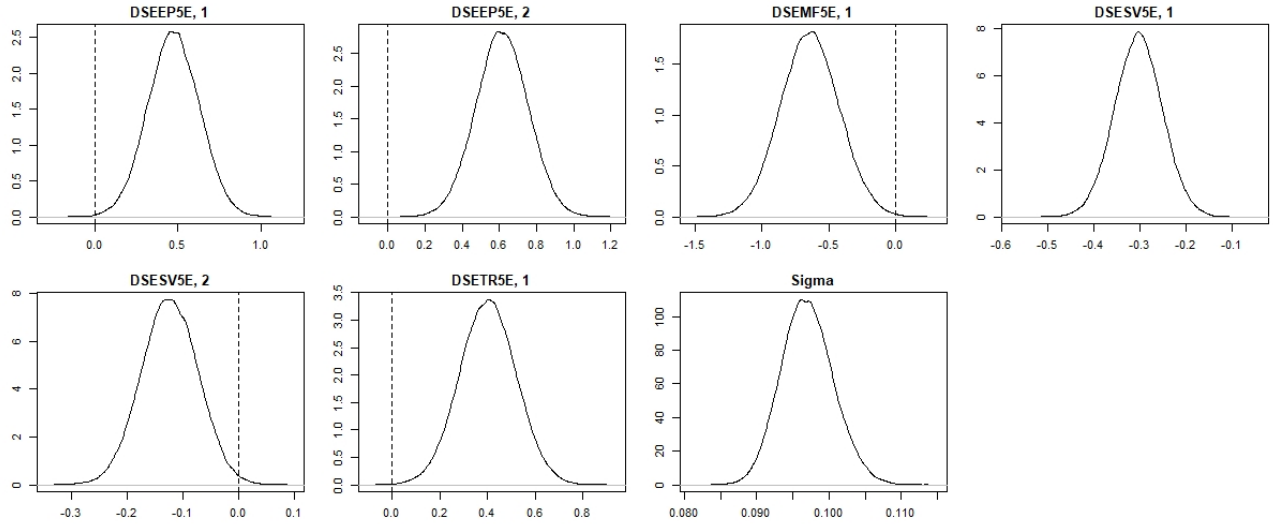 DSEEP5E, 1
0.0 0.5 1.0 1.5 2.0 2.5
0.0 0.5 1.0
DSEEP5E, 2
0.0 0.5 1.0 1.5 2.0 2.5
0.0 0.2 0.4 0.6 0.8 1.0 1.2
DSEMF5E, 1
0.0 0.5 1.0 1.5
-1.5 -1.0 -0.5 0.0
DSESV5E, 1
0 2 4 6 8
-0.6 -0.5 -0.4 -0.3 -0.2 -0.1
DSESV5E, 2
0 2 4 6 8
-0.3 -0.2 -0.1 0.0 0.1
DSETR5E, 1
0.0 0.5 1.0 1.5 2.0 2.5 3.0 3.5
0.0 0.2 0.4 0.6 0.8
Sigma
0 20 40 60 80 100
0.080 0.090 0.100 0.110